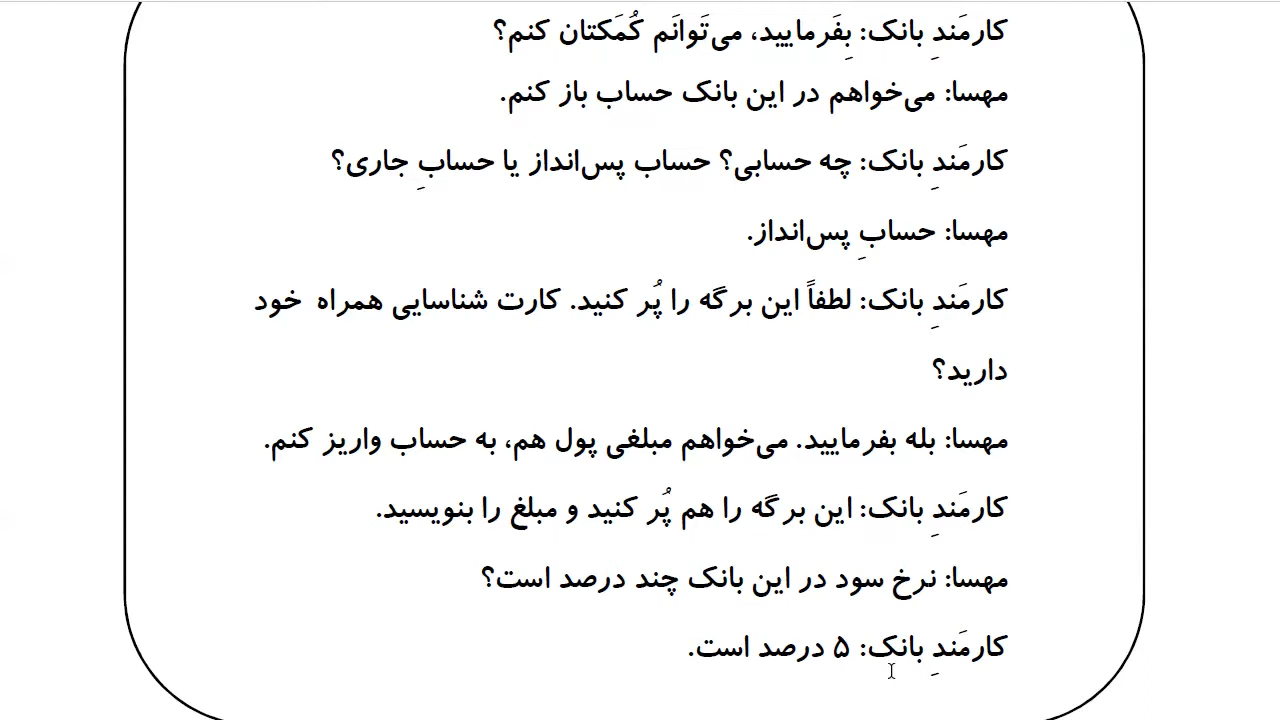 کارمَندِ بانک: بِفَرمایید، می‌تَوانَم کُمَکتان کنم؟
مهسا: می‌خواهم در این بانک حساب باز کنم.
کارمَندِ بانک: چه حسابی؟ حساب پس‌انداز یا حسابِ جاری؟
مهسا: حسابِ پس‌انداز.
کارمَندِ بانک: لطفاً این برگه را پُر کنید. کارت شناسایی همراه خود
دارید؟
مهسا: بله بفرمایید. می‌خواهم مبلغی پول هم، به حساب واریز کنم.
کارمَندِ بانک: این برگه را هم پُر کنید و مبلغ را بنویسید.
مهسا: نرخ سود در این بانک چند درصد است؟
کارمَندِ بانک: ۵ درصد است.